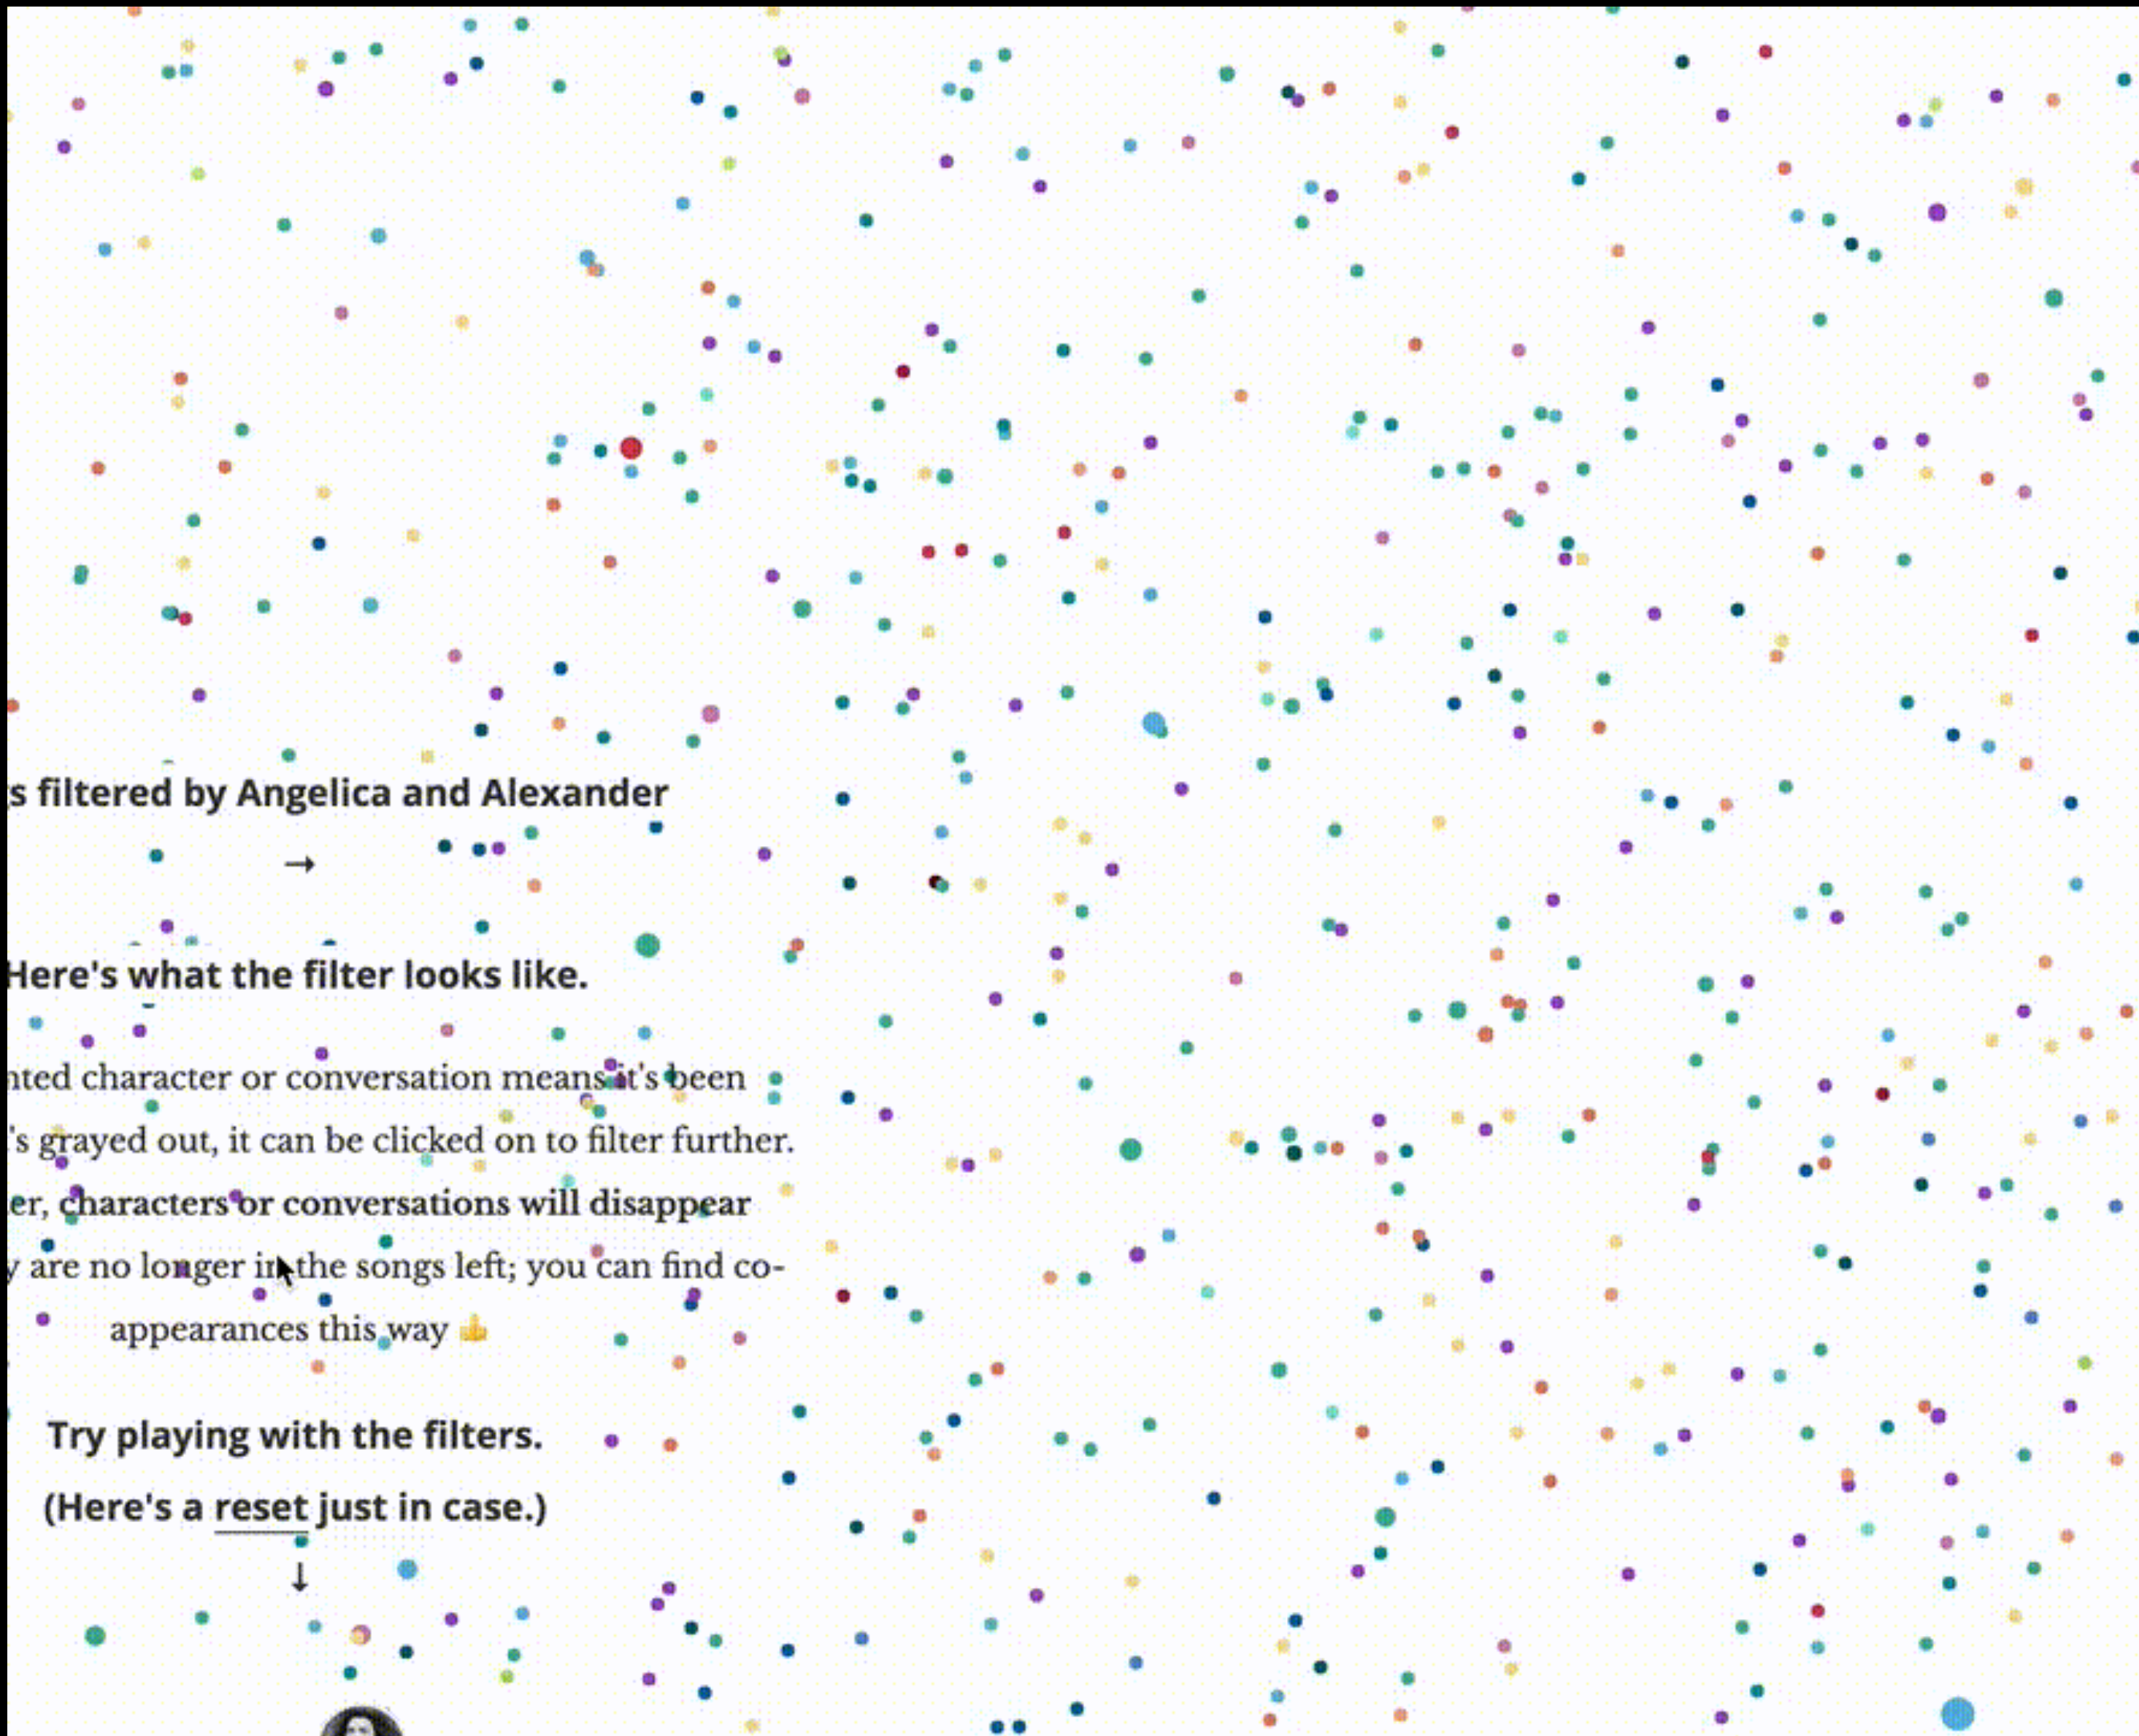 s filtered by Angelica and Alexander
→
Here's what the filter looks like.
nted character or conversation means it's been
's grayed out, it can be clicked on to filter further.
er, characters or conversations will disappear
y are no longer in the songs left; you can find co-
appearances this way 👍
Try playing with the filters.
(Here's a reset just in case.)
↓